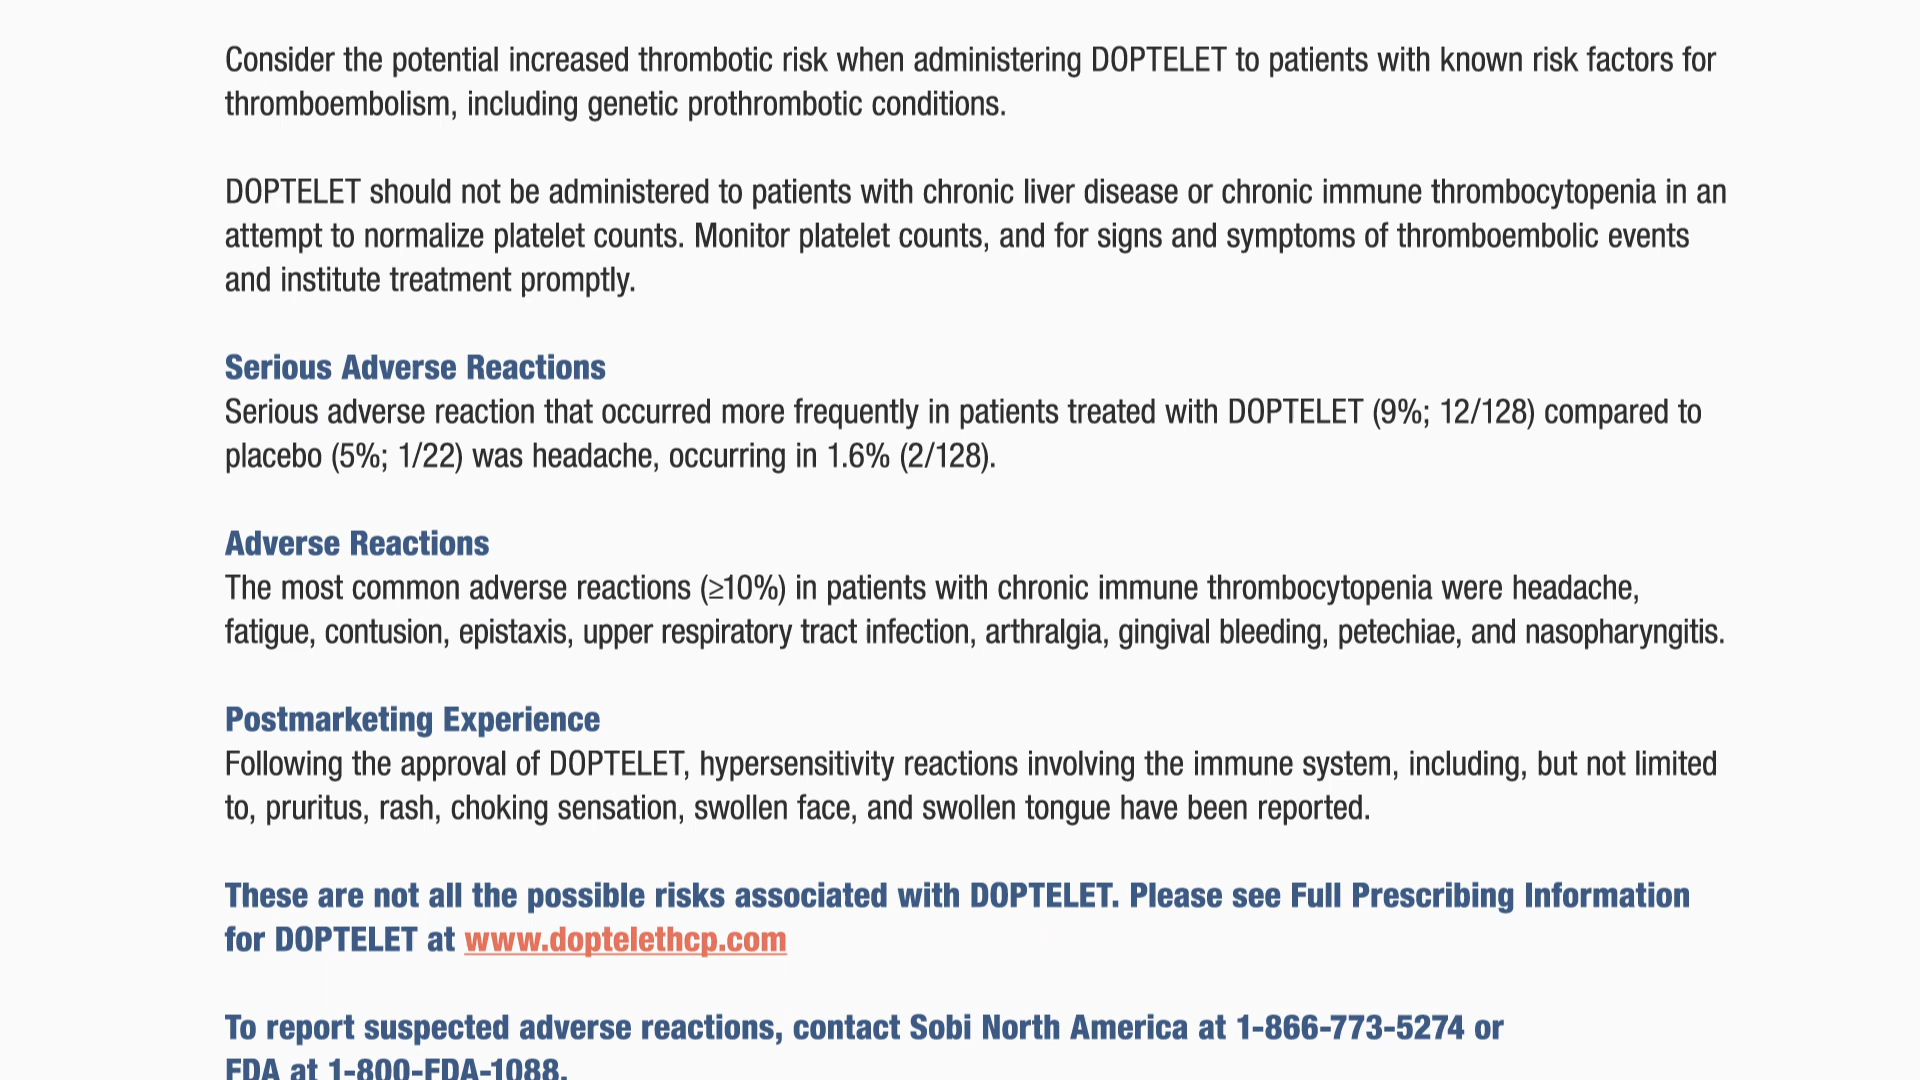 Consider the potential increased thrombotic risk when administering DOPTELET to patients with known risk factors for
thromboembolism, including genetic prothrombotic conditions.
DOPTELET should not be administered to patients with chronic liver disease or chronic immune thrombocytopenia in an
attempt to normalize platelet counts. Monitor platelet counts, and for signs and symptoms of thromboembolic events
and institute treatment promptly.
Serious Adverse Reactions
Serious adverse reaction that occurred more frequently in patients treated with DOPTELET (9%; 12/128) compared to
placebo (5%; 1/22) was headache, occurring in 1.6% (2/128).
Adverse Reactions
The most common adverse reactions (≥10%) in patients with chronic immune thrombocytopenia were headache,
fatigue, contusion, epistaxis, upper respiratory tract infection, arthralgia, gingival bleeding, petechiae, and nasopharyngitis.
Postmarketing Experience
Following the approval of DOPTELET, hypersensitivity reactions involving the immune system, including, but not limited
to, pruritus, rash, choking sensation, swollen face, and swollen tongue have been reported.
These are not all the possible risks associated with DOPTELET. Please see Full Prescribing Information
for DOPTELET at www.doptelethcp.com
To report suspected adverse reactions, contact Sobi North America at 1-866-773-5274 or
FDA at 1-800-FDA-1088.